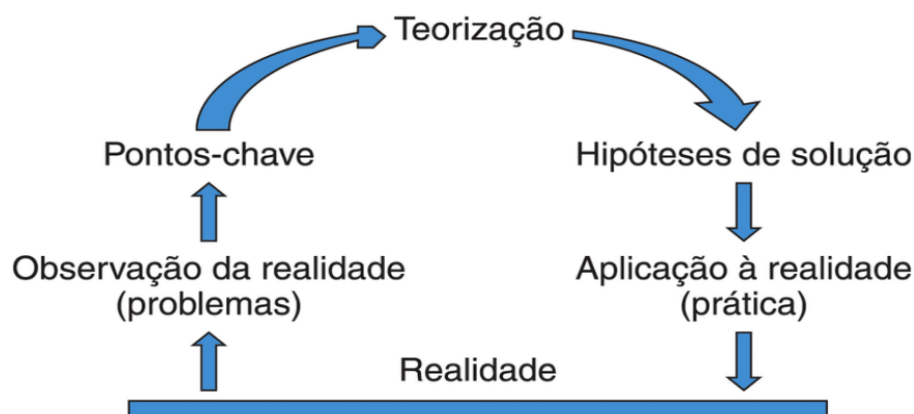 Teorização
Pontos-chave
Hipóteses de solução
Observação da realidade
(problemas)
Aplicação à realidade
(prática)
Realidade